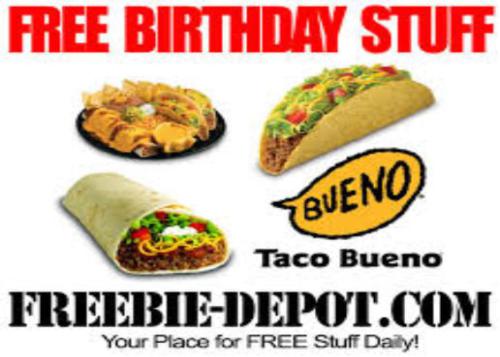 FREE BIRTHDAY STUFF
BUENO
Taco Bueno
FREEBIE-DEPOT.COM
Your Place for FREE Stuff Daily!